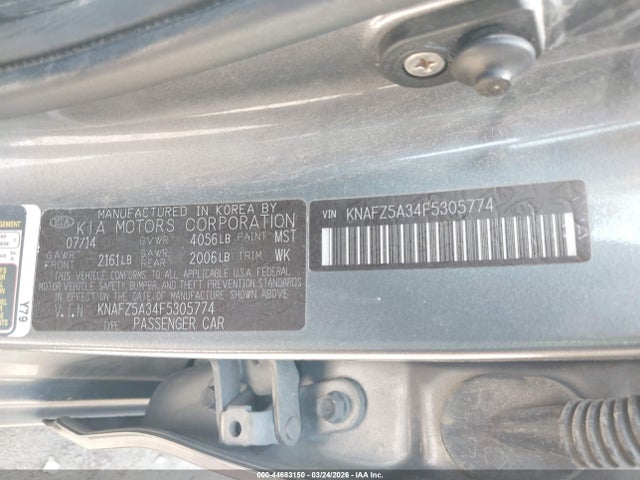 MANUFACTURED IN KOREA BY
KIA KIA MOTORS CORPORATION
07/14 GVWR 4056LB PAINT MST
GAWR FRONT 2161LB GAWR REAR 2006LB TRIM WK
THIS VEHICLE CONFORMS TO ALL APPLICABLE U.S.A. FEDERAL
MOTOR VEHICLE SAFETY, BUMPER, AND THEFT PREVENTION STANDARDS
IN EFFECT ON THE DATE OF MANUFACTURE SHOWN ABOVE.
V.I.N KNAFZ5A34F5305774
TYPE PASSENGER CAR
VIN KNAFZ5A34F5305774
Y79
000-44683150 - 03/24/2026 - IAAI.com